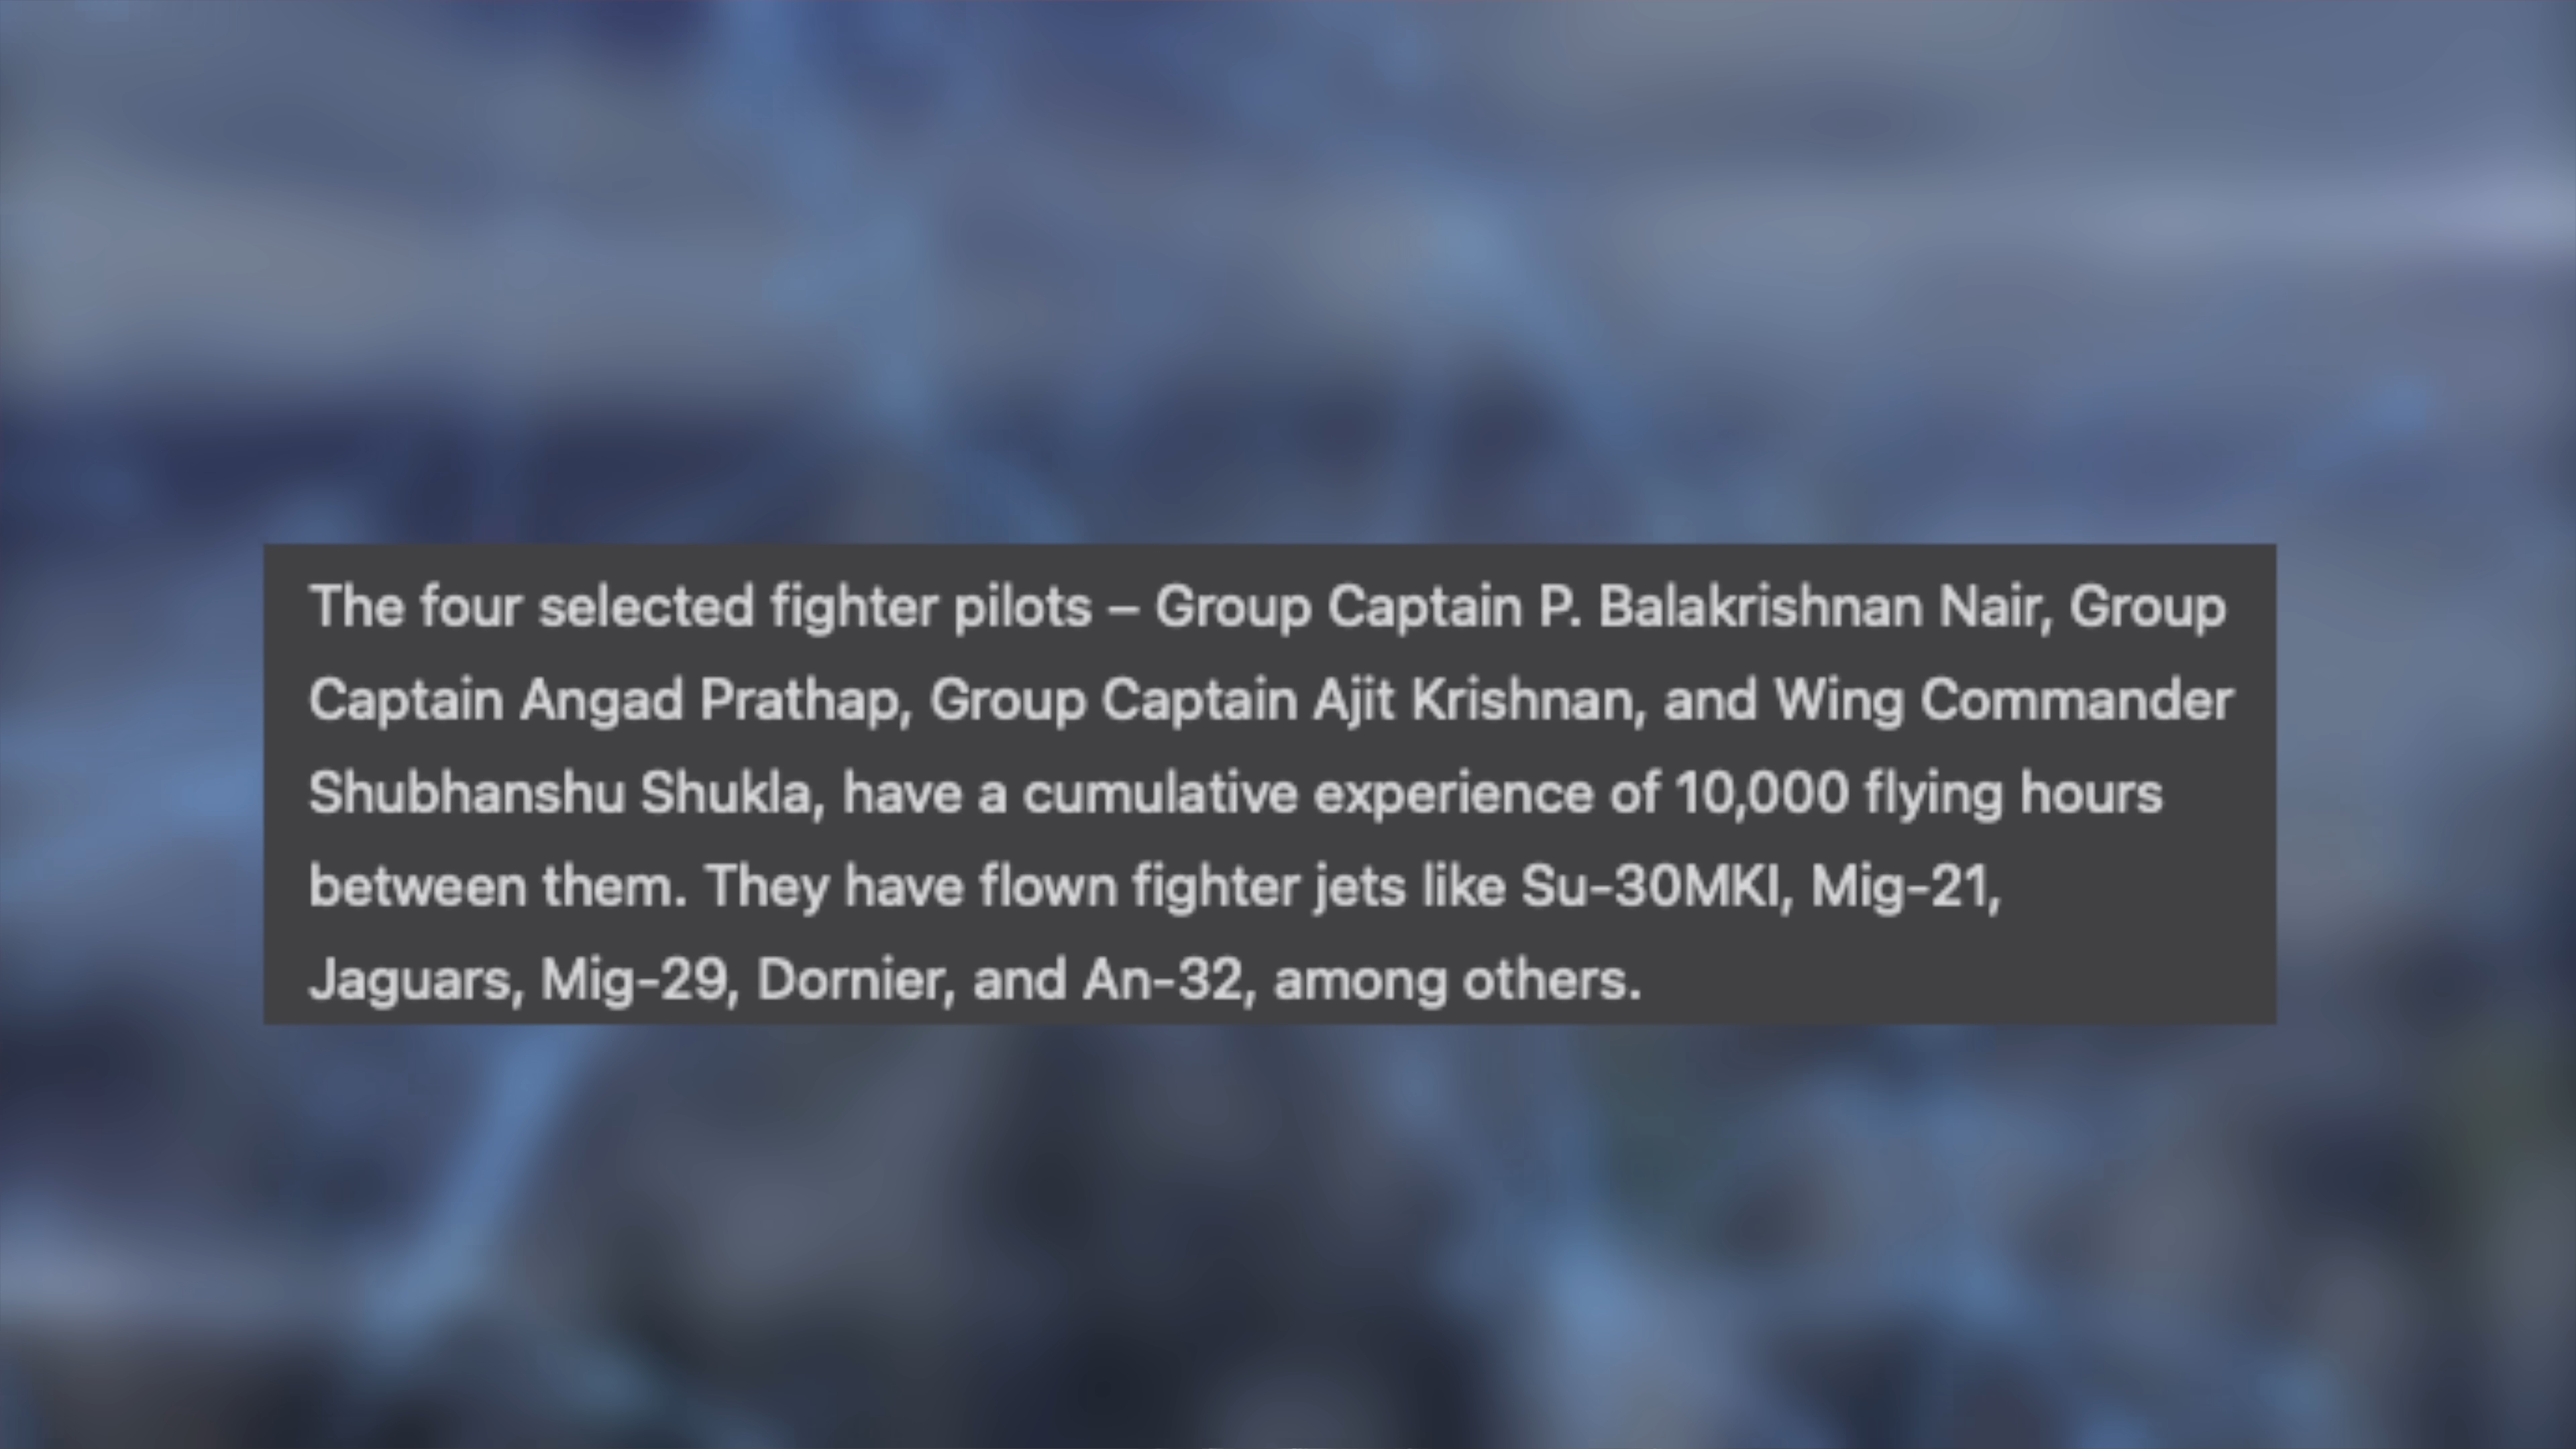 The four selected fighter pilots – Group Captain P. Balakrishnan Nair, Group
Captain Angad Prathap, Group Captain Ajit Krishnan, and Wing Commander
Shubhanshu Shukla, have a cumulative experience of 10,000 flying hours
between them. They have flown fighter jets like Su-30MKI, Mig-21,
Jaguars, Mig-29, Dornier, and An-32, among others.